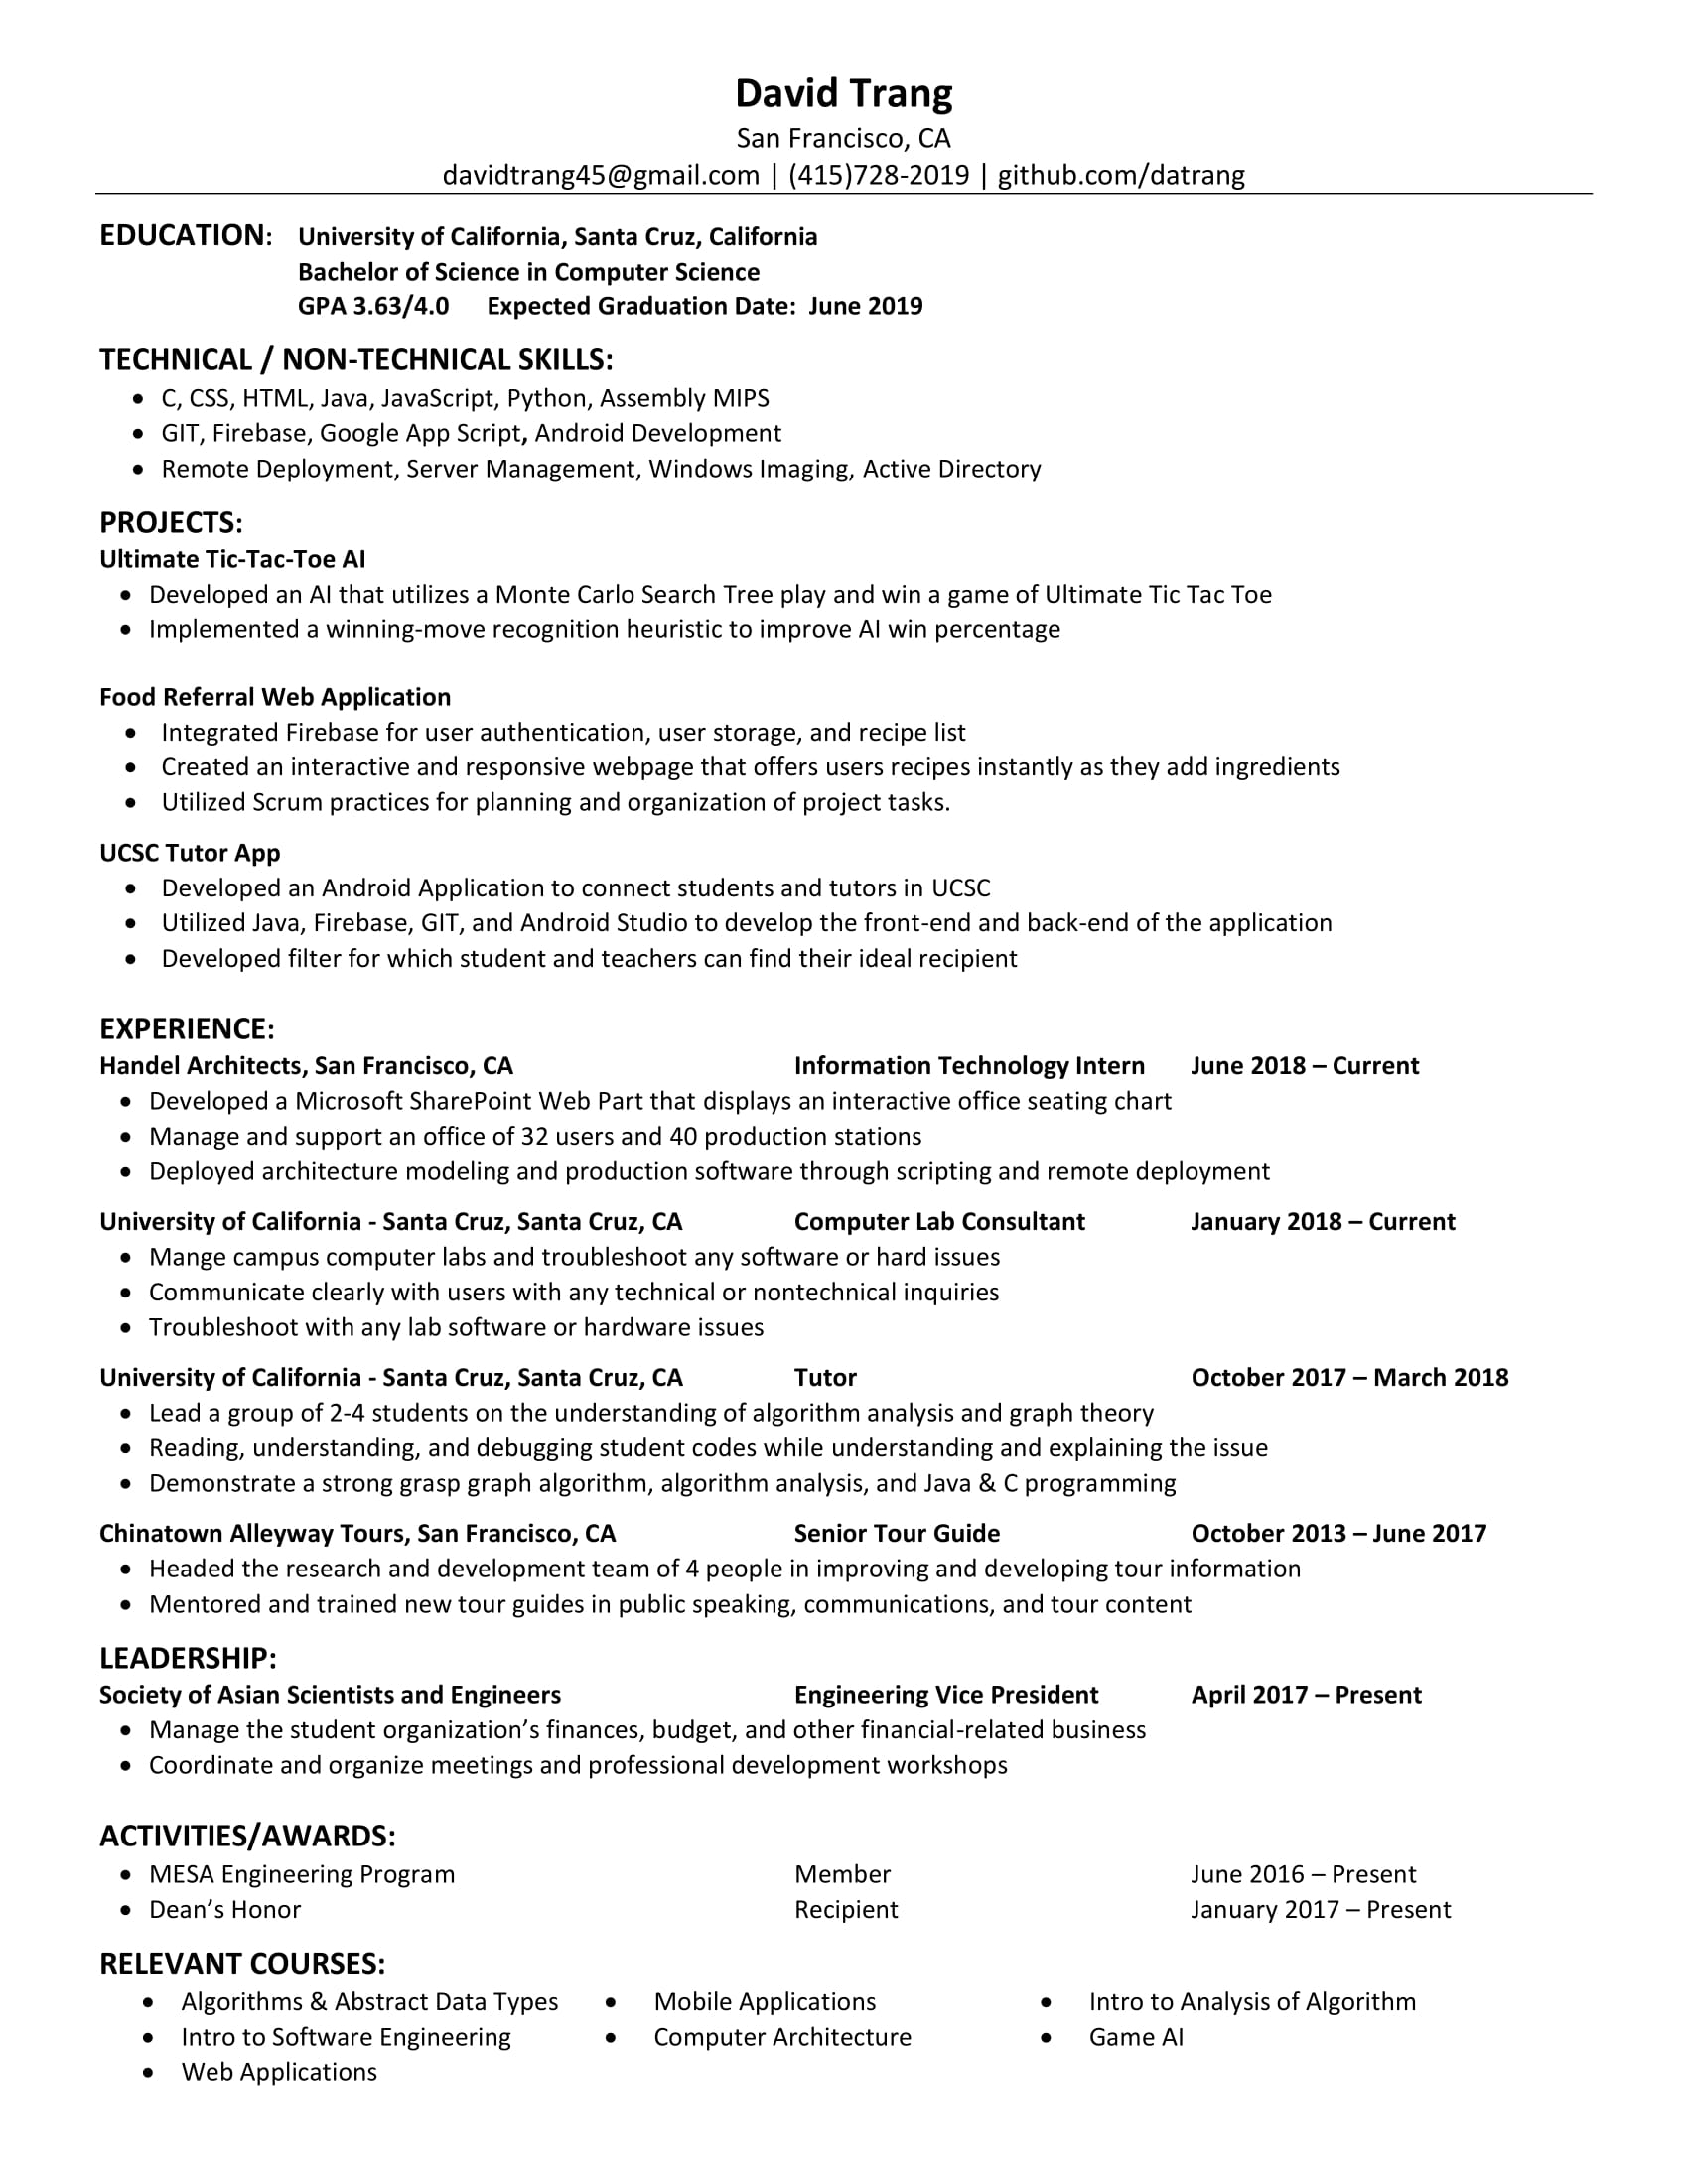 David Trang
San Francisco, CA
davidtrang45@gmail.com | (415)728-2019 | github.com/datrang
EDUCATION: University of California, Santa Cruz, California
Bachelor of Science in Computer Science
GPA 3.63/4.0 Expected Graduation Date: June 2019
TECHNICAL / NON-TECHNICAL SKILLS:
• C, CSS, HTML, Java, JavaScript, Python, Assembly MIPS
• GIT, Firebase, Google App Script, Android Development
• Remote Deployment, Server Management, Windows Imaging, Active Directory
PROJECTS:
Ultimate Tic-Tac-Toe AI
• Developed an AI that utilizes a Monte Carlo Search Tree play and win a game of Ultimate Tic Tac Toe
• Implemented a winning-move recognition heuristic to improve AI win percentage
Food Referral Web Application
• Integrated Firebase for user authentication, user storage, and recipe list
• Created an interactive and responsive webpage that offers users recipes instantly as they add ingredients
• Utilized Scrum practices for planning and organization of project tasks.
UCSC Tutor App
• Developed an Android Application to connect students and tutors in UCSC
• Utilized Java, Firebase, GIT, and Android Studio to develop the front-end and back-end of the application
• Developed filter for which student and teachers can find their ideal recipient
EXPERIENCE:
Handel Architects, San Francisco, CA Information Technology Intern June 2018 – Current
• Developed a Microsoft SharePoint Web Part that displays an interactive office seating chart
• Manage and support an office of 32 users and 40 production stations
• Deployed architecture modeling and production software through scripting and remote deployment
University of California - Santa Cruz, Santa Cruz, CA Computer Lab Consultant January 2018 – Current
• Mange campus computer labs and troubleshoot any software or hard issues
• Communicate clearly with users with any technical or nontechnical inquiries
• Troubleshoot with any lab software or hardware issues
University of California - Santa Cruz, Santa Cruz, CA Tutor October 2017 – March 2018
• Lead a group of 2-4 students on the understanding of algorithm analysis and graph theory
• Reading, understanding, and debugging student codes while understanding and explaining the issue
• Demonstrate a strong grasp graph algorithm, algorithm analysis, and Java & C programming
Chinatown Alleyway Tours, San Francisco, CA Senior Tour Guide October 2013 – June 2017
• Headed the research and development team of 4 people in improving and developing tour information
• Mentored and trained new tour guides in public speaking, communications, and tour content
LEADERSHIP:
Society of Asian Scientists and Engineers Engineering Vice President April 2017 – Present
• Manage the student organization’s finances, budget, and other financial-related business
• Coordinate and organize meetings and professional development workshops
ACTIVITIES/AWARDS:
• MESA Engineering Program Member June 2016 – Present
• Dean’s Honor Recipient January 2017 – Present
RELEVANT COURSES:
• Algorithms & Abstract Data Types • Mobile Applications • Intro to Analysis of Algorithm
• Intro to Software Engineering • Computer Architecture • Game AI
• Web Applications